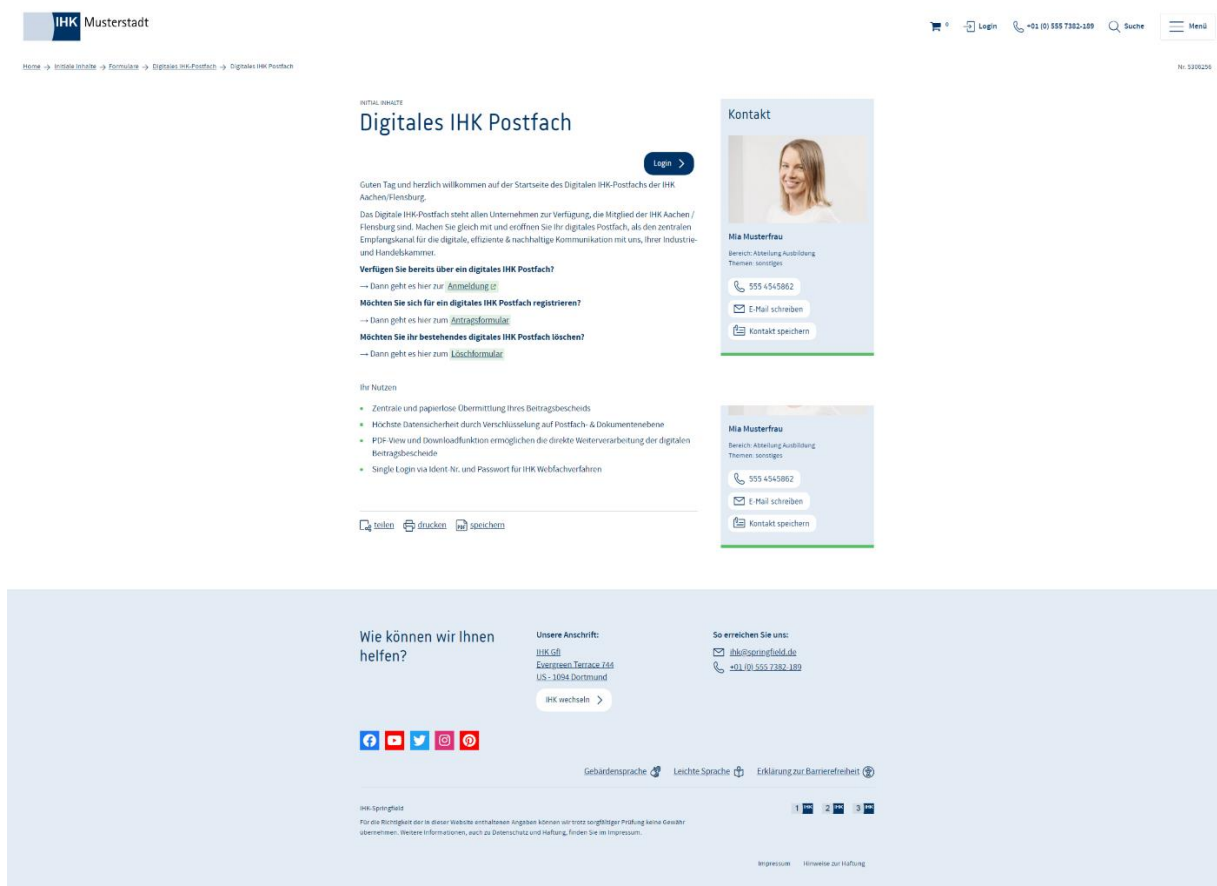 IHK Musterstadt
0 Login +01 (0) 555 7382-189 Suche Menü
Home → Initiale Inhalte → Formulare → Digitales IHK-Postfach → Digitales IHK Postfach
Nr. 5306256
INITIAL INHALTE
Digitales IHK Postfach
Login
Guten Tag und herzlich willkommen auf der Startseite des Digitalen IHK-Postfachs der IHK
Aachen/Flensburg.
Das Digitale IHK-Postfach steht allen Unternehmen zur Verfügung, die Mitglied der IHK Aachen /
Flensburg sind. Machen Sie gleich mit und eröffnen Sie Ihr digitales Postfach, als den zentralen
Empfangskanal für die digitale, effiziente & nachhaltige Kommunikation mit uns, Ihrer Industrie-
und Handelskammer.
Verfügen Sie bereits über ein digitales IHK Postfach?
→ Dann geht es hier zur Anmeldung
Möchten Sie sich für ein digitales IHK Postfach registrieren?
→ Dann geht es hier zum Antragsformular
Möchten Sie ihr bestehendes digitales IHK Postfach löschen?
→ Dann geht es hier zum Löschformular
Ihr Nutzen
• Zentrale und papierlose Übermittlung Ihres Beitragsbescheids
• Höchste Datensicherheit durch Verschlüsselung auf Postfach- & Dokumentenebene
• PDF-View und Downloadfunktion ermöglichen die direkte Weiterverarbeitung der digitalen
Beitragsbescheide
• Single Login via Ident-Nr. und Passwort für IHK Webfachverfahren
teilen drucken PDF speichern
Kontakt
Mia Musterfrau
Bereich: Abteilung Ausbildung
Themen: sonstiges
555 4545862
E-Mail schreiben
Kontakt speichern
Mia Musterfrau
Bereich: Abteilung Ausbildung
Themen: sonstiges
555 4545862
E-Mail schreiben
Kontakt speichern
Wie können wir Ihnen
helfen?
Unsere Anschrift:
IHK Gfi
Evergreen Terrace 744
US - 1094 Dortmund
IHK wechseln
So erreichen Sie uns:
ihk@springfield.de
+01 (0) 555 7382-189
Gebärdensprache Leichte Sprache Erklärung zur Barrierefreiheit
IHK-Springfield
1 IHK 2 IHK 3 IHK
Für die Richtigkeit der in dieser Website enthaltenen Angaben können wir trotz sorgfältiger Prüfung keine Gewähr
übernehmen. Weitere Informationen, auch zu Datenschutz und Haftung, finden Sie im Impressum.
Impressum Hinweise zur Haftung